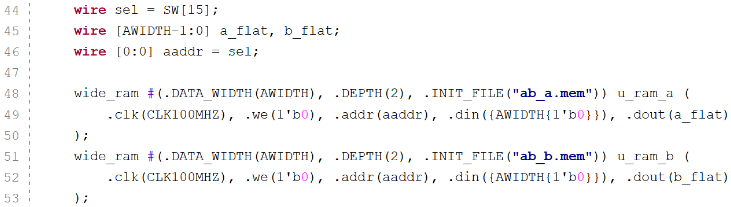 44 wire sel = SW[15];
45 wire [AWIDTH-1:0] a_flat, b_flat;
46 wire [0:0] aaddr = sel;
47
48 wide_ram #(.DATA_WIDTH(AWIDTH), .DEPTH(2), .INIT_FILE("ab_a.mem")) u_ram_a (
49 .clk(CLK100MHZ), .we(1'b0), .addr(aaddr), .din({AWIDTH{1'b0}}), .dout(a_flat)
50 );
51 wide_ram #(.DATA_WIDTH(AWIDTH), .DEPTH(2), .INIT_FILE("ab_b.mem")) u_ram_b (
52 .clk(CLK100MHZ), .we(1'b0), .addr(aaddr), .din({AWIDTH{1'b0}}), .dout(b_flat)
53 );